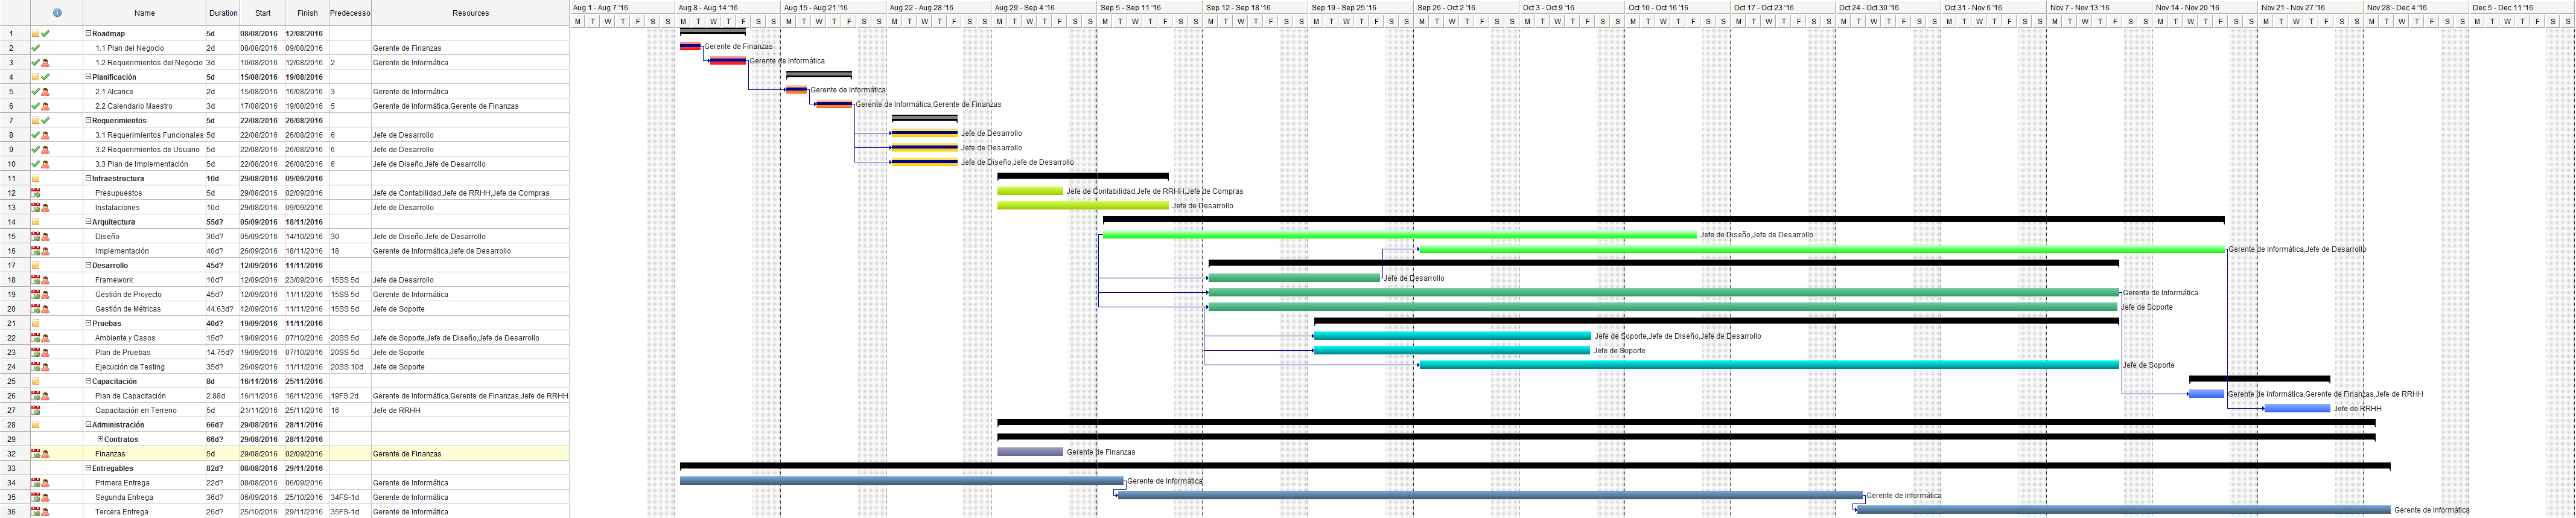 Name Duration Start Finish Predecesso Resources
1 Roadmap 5d 08/08/2016 12/08/2016
2 1.1 Plan del Negocio 2d 08/08/2016 09/08/2016 Gerente de Finanzas
3 1.2 Requerimientos del Negocio 3d 10/08/2016 12/08/2016 2 Gerente de Informática
4 Planificación 5d 15/08/2016 19/08/2016
5 2.1 Alcance 2d 15/08/2016 16/08/2016 3 Gerente de Informática
6 2.2 Calendario Maestro 3d 17/08/2016 19/08/2016 5 Gerente de Informática,Gerente de Finanzas
7 Requerimientos 5d 22/08/2016 26/08/2016
8 3.1 Requerimientos Funcionales 5d 22/08/2016 26/08/2016 6 Jefe de Desarrollo
9 3.2 Requerimientos de Usuario 5d 22/08/2016 26/08/2016 6 Jefe de Desarrollo
10 3.3 Plan de Implementación 5d 22/08/2016 26/08/2016 6 Jefe de Diseño,Jefe de Desarrollo
11 Infraestructura 10d 29/08/2016 09/09/2016
12 Presupuestos 5d 29/08/2016 02/09/2016 Jefe de Contabilidad,Jefe de RRHH,Jefe de Compras
13 Instalaciones 10d 29/08/2016 09/09/2016 Jefe de Desarrollo
14 Arquitectura 55d? 05/09/2016 18/11/2016
15 Diseño 30d? 05/09/2016 14/10/2016 30 Jefe de Diseño,Jefe de Desarrollo
16 Implementación 40d? 26/09/2016 18/11/2016 18 Gerente de Informática,Jefe de Desarrollo
17 Desarrollo 45d? 12/09/2016 11/11/2016
18 Framework 10d? 12/09/2016 23/09/2016 15SS 5d Jefe de Desarrollo
19 Gestión de Proyecto 45d? 12/09/2016 11/11/2016 15SS 5d Gerente de Informática
20 Gestión de Métricas 44.63d? 12/09/2016 11/11/2016 15SS 5d Jefe de Soporte
21 Pruebas 40d? 19/09/2016 11/11/2016
22 Ambiente y Casos 15d? 19/09/2016 07/10/2016 20SS 5d Jefe de Soporte,Jefe de Diseño,Jefe de Desarrollo
23 Plan de Pruebas 14.75d? 19/09/2016 07/10/2016 20SS 5d Jefe de Soporte
24 Ejecución de Testing 35d? 26/09/2016 11/11/2016 20SS 10d Jefe de Soporte
25 Capacitación 8d 16/11/2016 25/11/2016
26 Plan de Capacitación 2.88d 16/11/2016 18/11/2016 19FS 2d Gerente de Informática,Gerente de Finanzas,Jefe de RRHH
27 Capacitación en Terreno 5d 21/11/2016 25/11/2016 16 Jefe de RRHH
28 Administración 66d? 29/08/2016 28/11/2016
29 Contratos 66d? 29/08/2016 28/11/2016
32 Finanzas 5d 29/08/2016 02/09/2016 Gerente de Finanzas
33 Entregables 82d? 08/08/2016 29/11/2016
34 Primera Entrega 22d? 08/08/2016 06/09/2016 Gerente de Informática
35 Segunda Entrega 36d? 06/09/2016 25/10/2016 34FS-1d Gerente de Informática
36 Tercera Entrega 26d? 25/10/2016 29/11/2016 35FS-1d Gerente de Informática
Aug 1 - Aug 7 '16 Aug 8 - Aug 14 '16 Aug 15 - Aug 21 '16 Aug 22 - Aug 28 '16 Aug 29 - Sep 4 '16 Sep 5 - Sep 11 '16 Sep 12 - Sep 18 '16 Sep 19 - Sep 25 '16 Sep 26 - Oct 2 '16 Oct 3 - Oct 9 '16 Oct 10 - Oct 16 '16 Oct 17 - Oct 23 '16 Oct 24 - Oct 30 '16 Oct 31 - Nov 6 '16 Nov 7 - Nov 13 '16 Nov 14 - Nov 20 '16 Nov 21 - Nov 27 '16 Nov 28 - Dec 4 '16 Dec 5 - Dec 11 '16
M T W T F S S M T W T F S S M T W T F S S M T W T F S S M T W T F S S M T W T F S S M T W T F S S M T W T F S S M T W T F S S M T W T F S S M T W T F S S M T W T F S S M T W T F S S M T W T F S S M T W T F S S M T W T F S S M T W T F S S M T W T F S S M T W T F S S
Gerente de Finanzas
Gerente de Informática
Gerente de Informática
Gerente de Informática,Gerente de Finanzas
Jefe de Desarrollo
Jefe de Desarrollo
Jefe de Diseño,Jefe de Desarrollo
Jefe de Contabilidad,Jefe de RRHH,Jefe de Compras
Jefe de Desarrollo
Jefe de Diseño,Jefe de Desarrollo
Gerente de Informática,Jefe de Desarrollo
Jefe de Desarrollo
Gerente de Informática
Jefe de Soporte
Jefe de Soporte,Jefe de Diseño,Jefe de Desarrollo
Jefe de Soporte
Jefe de Soporte
Gerente de Informática,Gerente de Finanzas,Jefe de RRHH
Jefe de RRHH
Gerente de Finanzas
Gerente de Informática
Gerente de Informática
Gerente de Informática